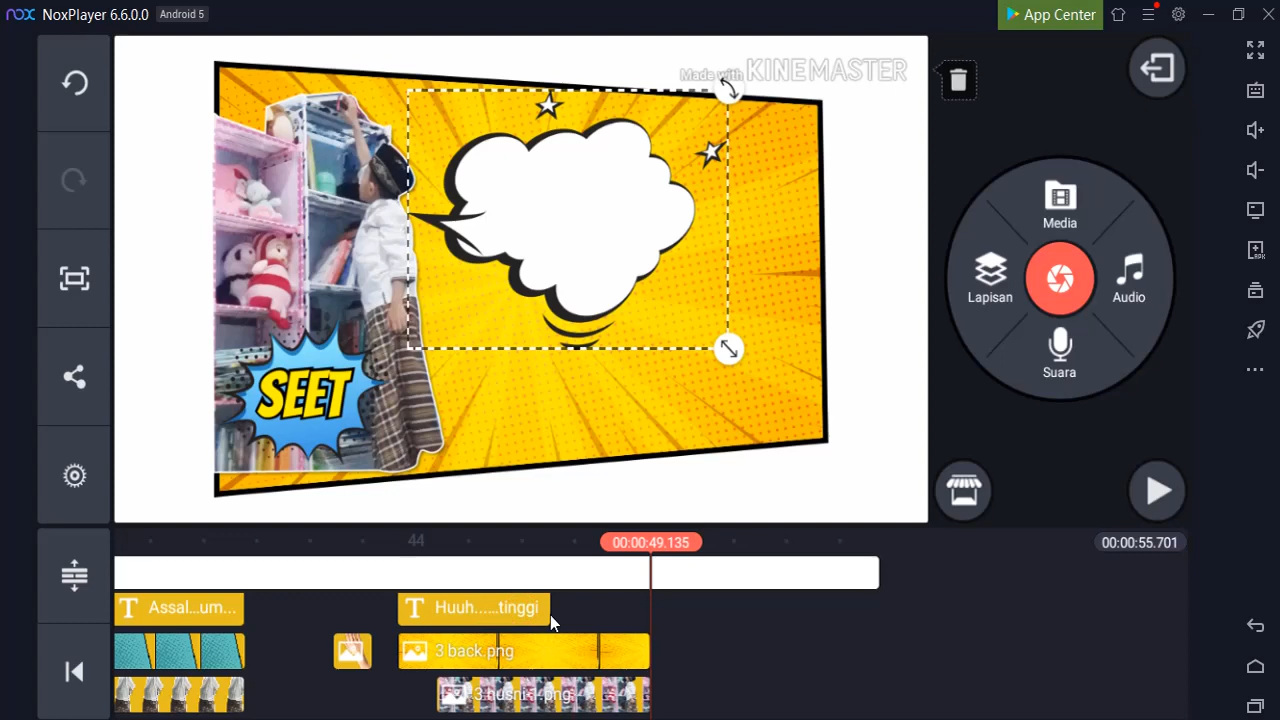 nox NoxPlayer 6.6.0.0 Android 5
App Center
Made with KINEMASTER
Media
Lapisan
Audio
Suara
SEET
44
00:00:49.135
00:00:55.701
T Assal...um...
T Huuh......tinggi
3 back.png
3 husni 1.png